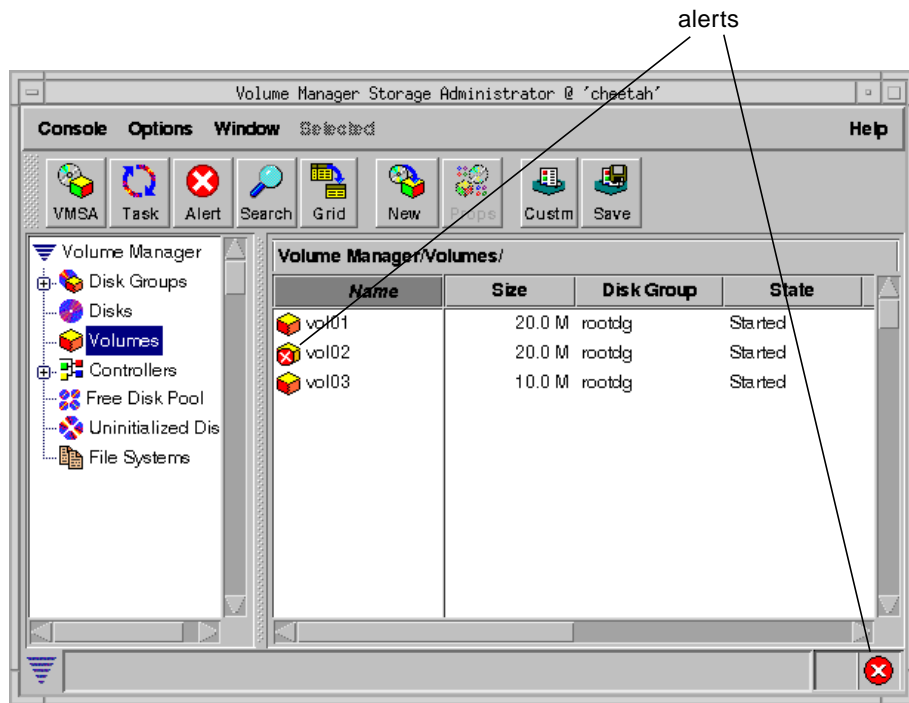 alerts
Volume Manager Storage Administrator @ 'cheetah'
Console Options Window Selected Help
VMSA Task Alert Search Grid New Props Custm Save
Volume Manager
Disk Groups
Disks
Volumes
Controllers
Free Disk Pool
Uninitialized Dis
File Systems
Volume Manager/Volumes/
Name Size Disk Group State
vol01 20.0 M rootdg Started
vol02 20.0 M rootdg Started
vol03 10.0 M rootdg Started